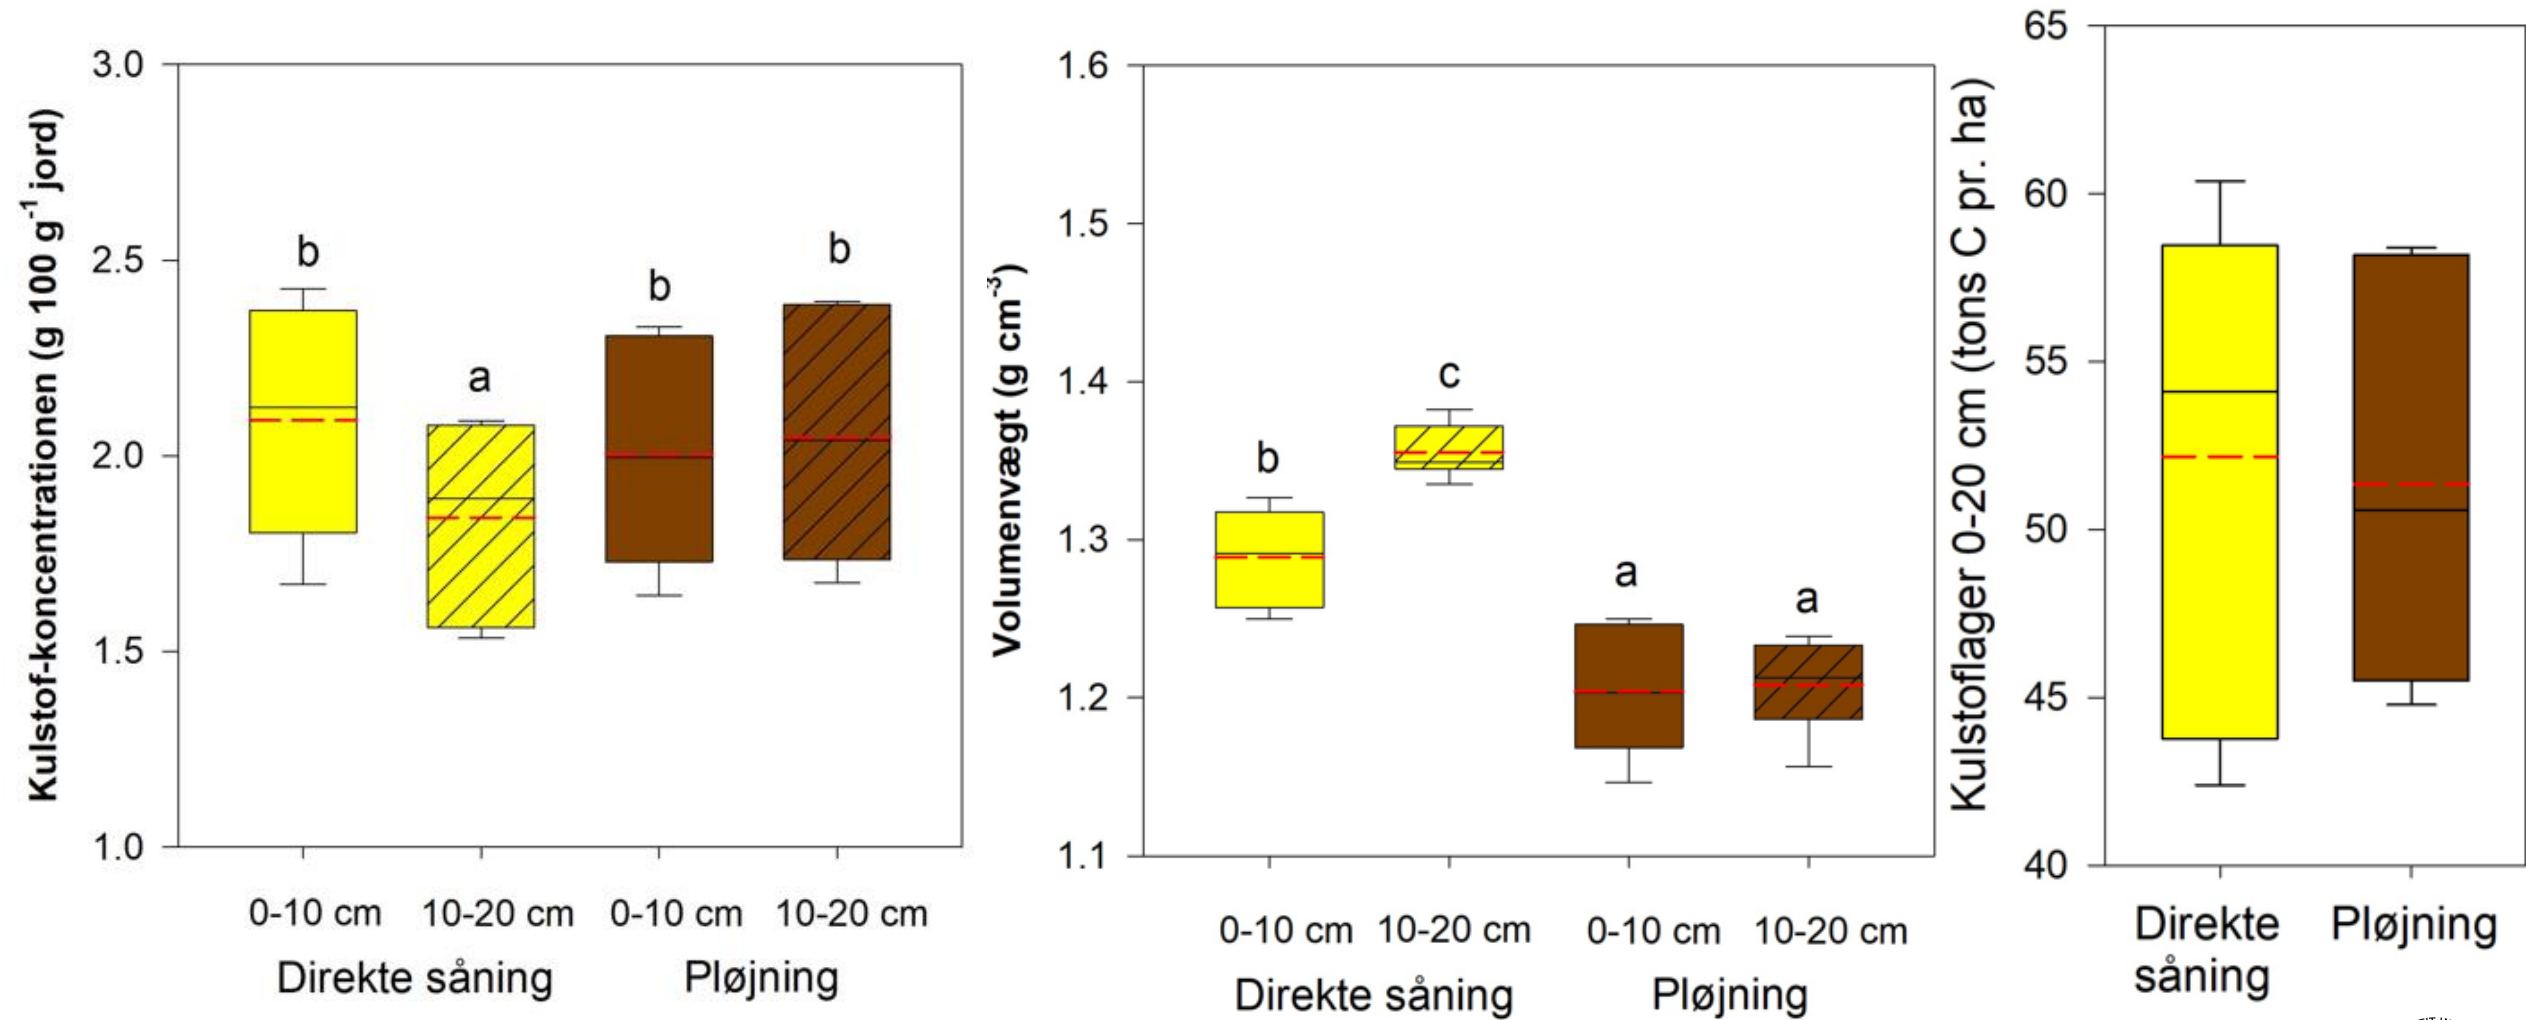 Kulstof-koncentrationen (g 100 g⁻¹ jord)
3.0
2.5
2.0
1.5
1.0
b
a
b
b
0-10 cm 10-20 cm 0-10 cm 10-20 cm
Direkte såning Pløjning
Volumenvægt (g cm⁻³)
1.6
1.5
1.4
1.3
1.2
1.1
b
c
a
a
0-10 cm 10-20 cm 0-10 cm 10-20 cm
Direkte såning Pløjning
Kulstoflager 0-20 cm (tons C pr. ha)
65
60
55
50
45
40
Direkte Pløjning
såning